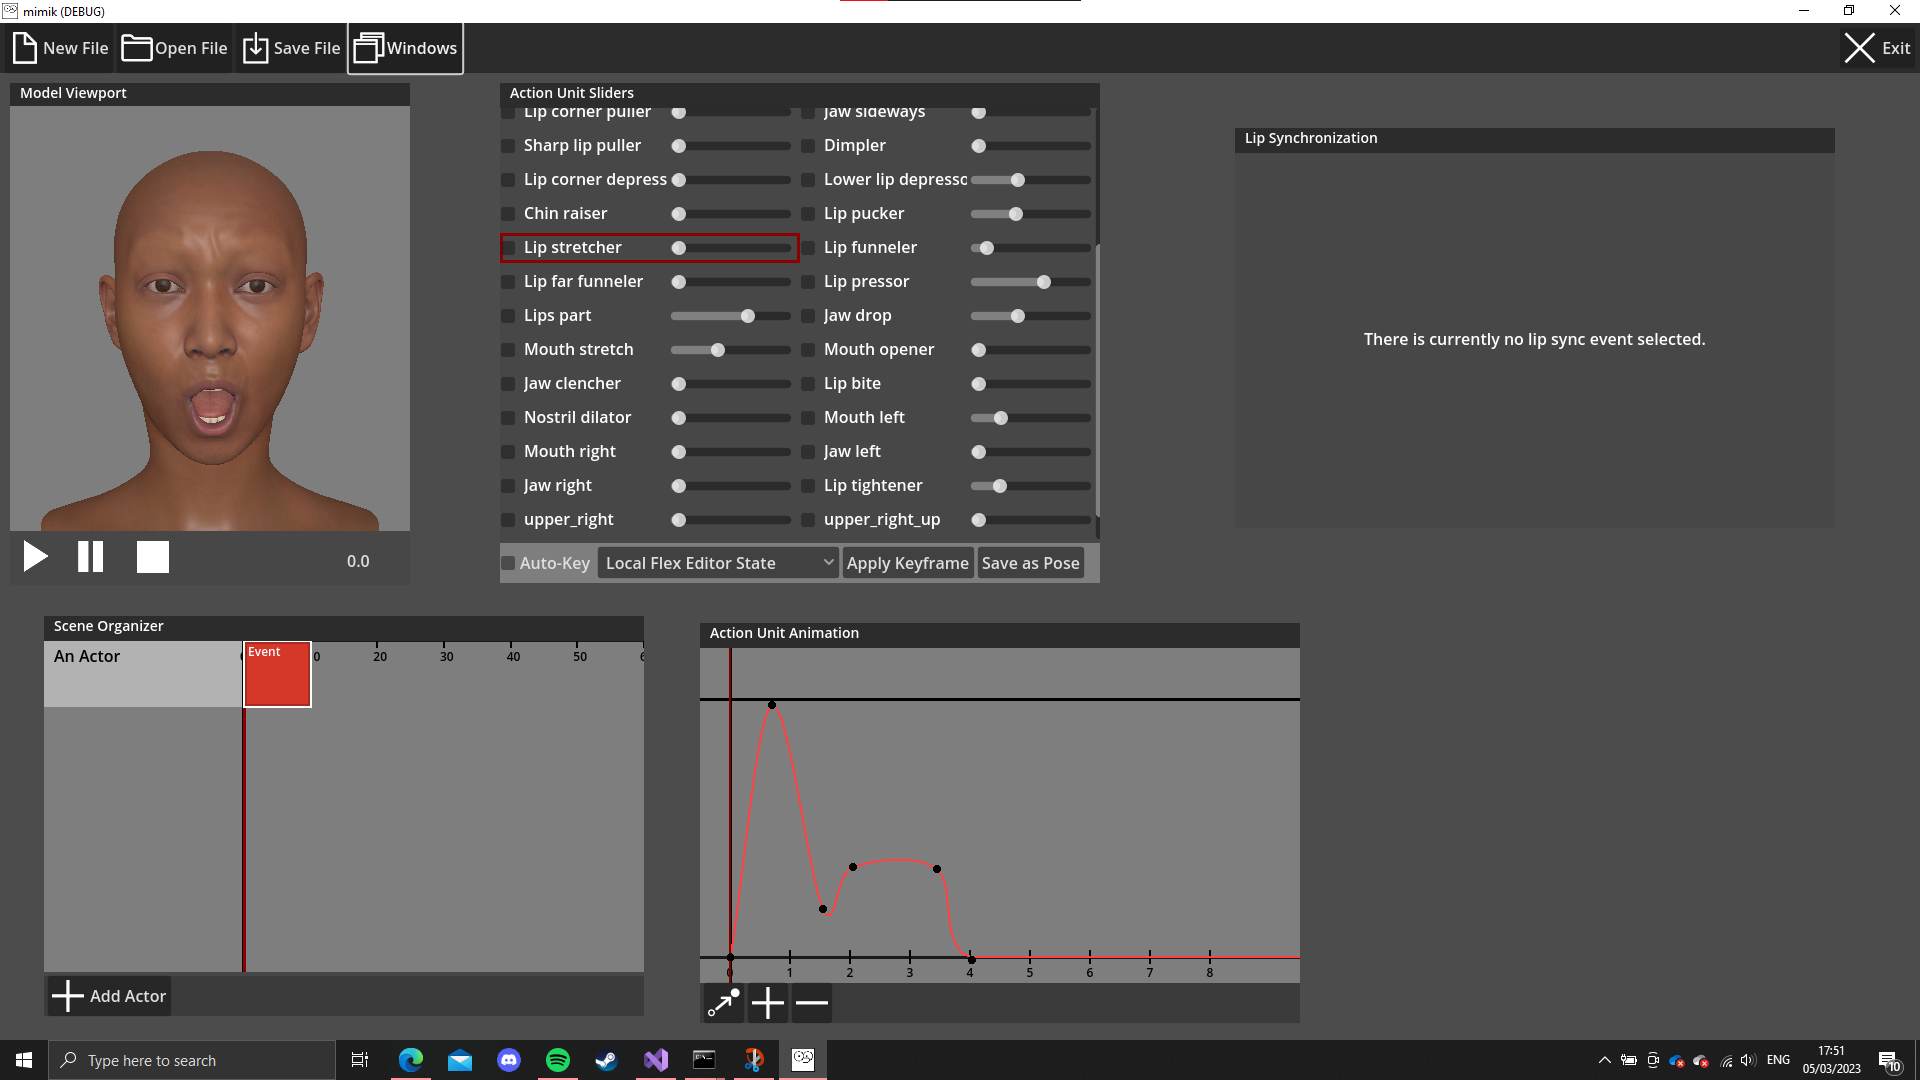 mimik (DEBUG)
New File
Open File
Save File
Windows
Exit
Model Viewport
0.0
Action Unit Sliders
Lip corner puller
Jaw sideways
Sharp lip puller
Dimpler
Lip corner depress
Lower lip depresso
Chin raiser
Lip pucker
Lip stretcher
Lip funneler
Lip far funneler
Lip pressor
Lips part
Jaw drop
Mouth stretch
Mouth opener
Jaw clencher
Lip bite
Nostril dilator
Mouth left
Mouth right
Jaw left
Jaw right
Lip tightener
upper_right
upper_right_up
Auto-Key
Local Flex Editor State
Apply Keyframe
Save as Pose
Lip Synchronization
There is currently no lip sync event selected.
Scene Organizer
An Actor
Event
0 20 30 40 50 6
Add Actor
Action Unit Animation
0 1 2 3 4 5 6 7 8
Type here to search
ENG
17:51
05/03/2023
10